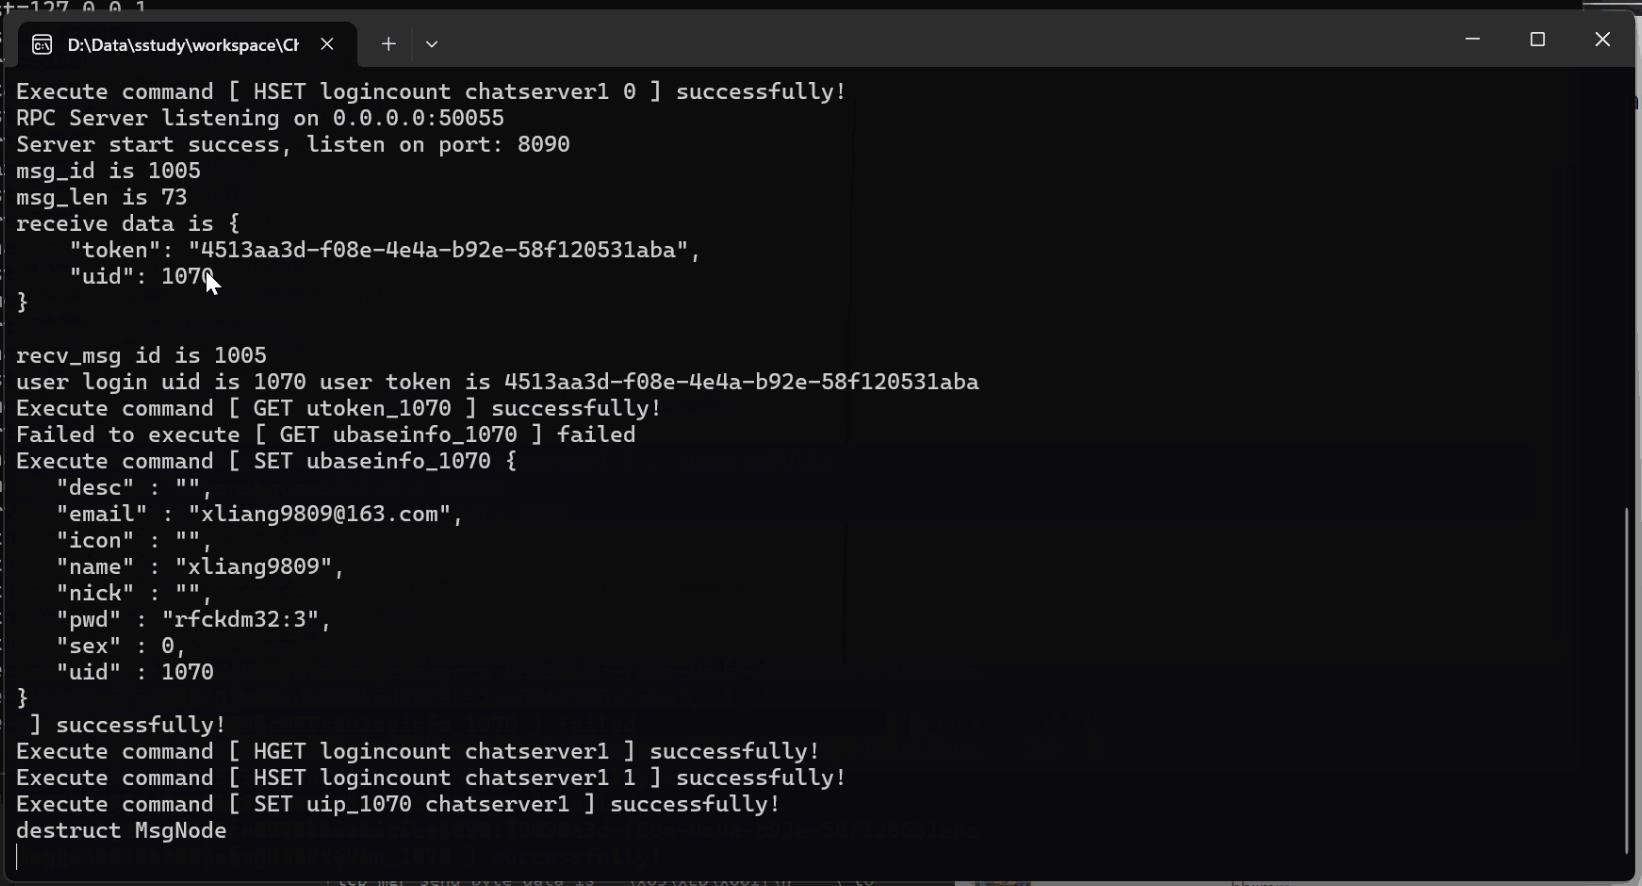 D:\Data\sstudy\workspace\Ch
Execute command [ HSET logincount chatserver1 0 ] successfully!
RPC Server listening on 0.0.0.0:50055
Server start success, listen on port: 8090
msg_id is 1005
msg_len is 73
receive data is {
    "token": "4513aa3d-f08e-4e4a-b92e-58f120531aba",
    "uid": 1070
}
recv_msg id is 1005
user login uid is 1070 user token is 4513aa3d-f08e-4e4a-b92e-58f120531aba
Execute command [ GET utoken_1070 ] successfully!
Failed to execute [ GET ubaseinfo_1070 ] failed
Execute command [ SET ubaseinfo_1070 {
   "desc" : "",
   "email" : "xliang9809@163.com",
   "icon" : "",
   "name" : "xliang9809",
   "nick" : "",
   "pwd" : "rfckdm32:3",
   "sex" : 0,
   "uid" : 1070
}
 ] successfully!
Execute command [ HGET logincount chatserver1 ] successfully!
Execute command [ HSET logincount chatserver1 1 ] successfully!
Execute command [ SET uip_1070 chatserver1 ] successfully!
destruct MsgNode